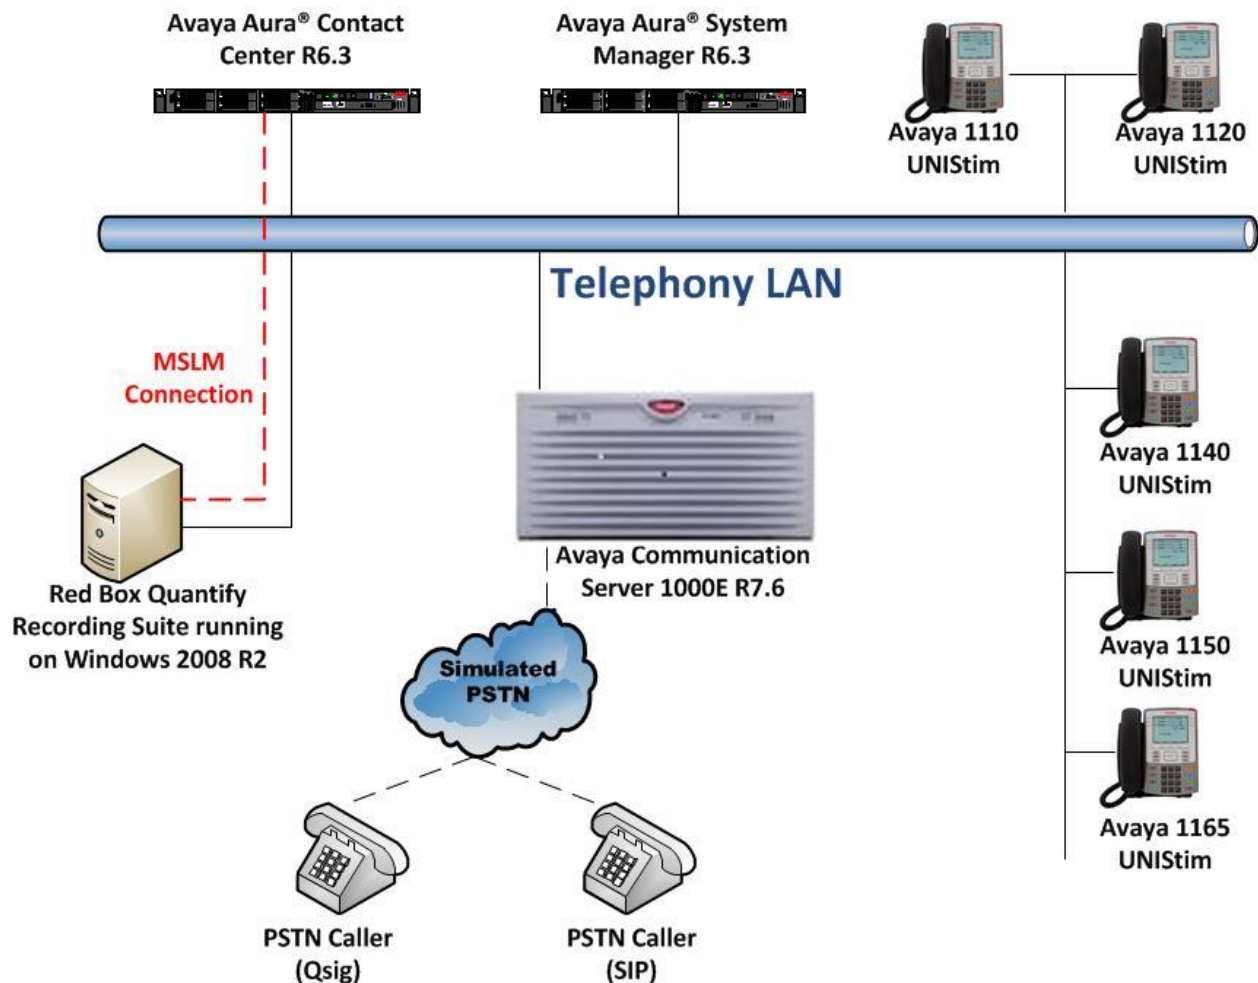 Avaya Aura® Contact
Center R6.3
Avaya Aura® System
Manager R6.3
Avaya 1110
UNIStim
Avaya 1120
UNIStim
Telephony LAN
MSLM
Connection
Avaya 1140
UNIStim
Red Box Quantify
Recording Suite running
on Windows 2008 R2
Avaya Communication
Server 1000E R7.6
Avaya 1150
UNIStim
Simulated
PSTN
Avaya 1165
UNIStim
PSTN Caller
(Qsig)
PSTN Caller
(SIP)